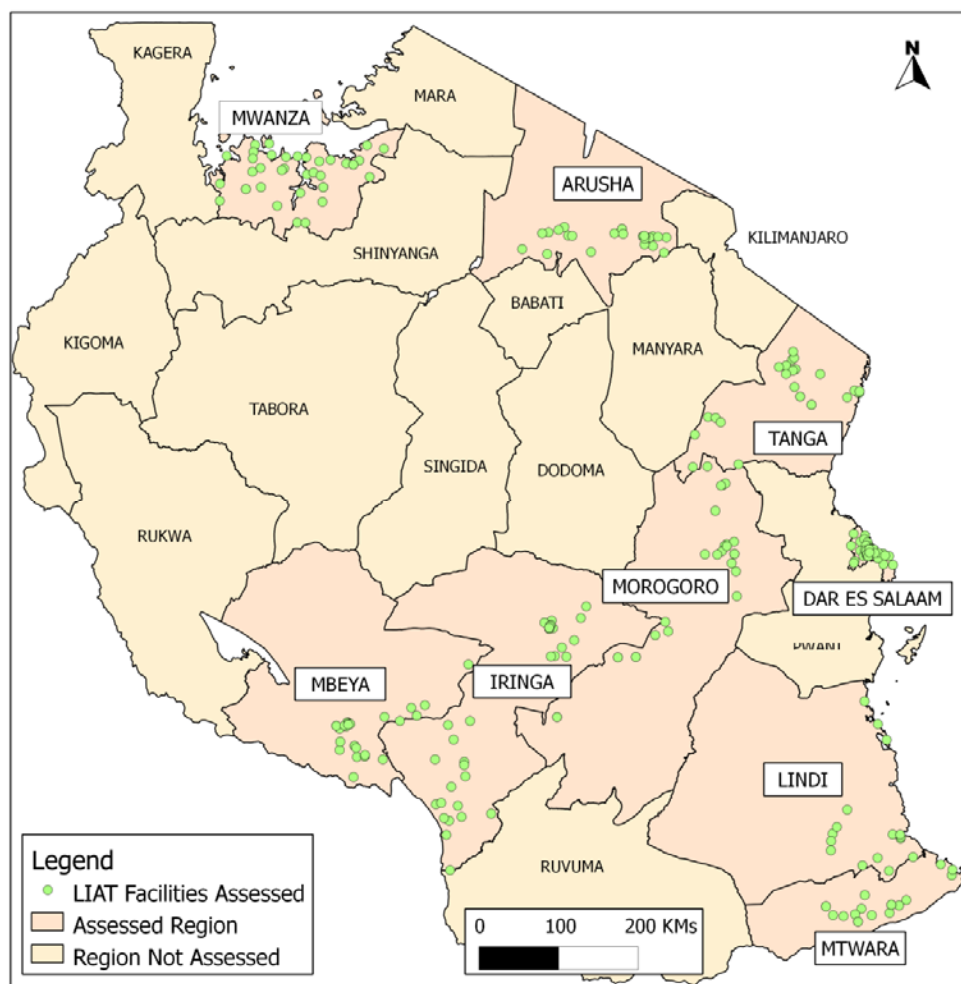 KAGERA
N
MARA
MWANZA
ARUSHA
KILIMANJARO
SHINYANGA
BABATI
KIGOMA
MANYARA
TABORA
TANGA
SINGIDA
DODOMA
RUKWA
MOROGORO
DAR ES SALAAM
PWANI
MBEYA
IRINGA
LINDI
RUVUMA
MTWARA
Legend
LIAT Facilities Assessed
Assessed Region
Region Not Assessed
0 100 200 KMs